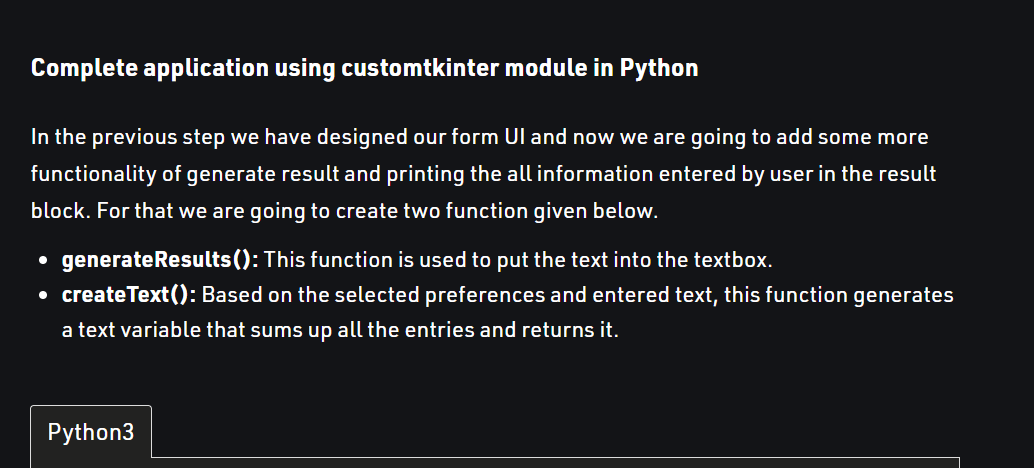 Complete application using customtkinter module in Python
In the previous step we have designed our form UI and now we are going to add some more
functionality of generate result and printing the all information entered by user in the result
block. For that we are going to create two function given below.
• generateResults(): This function is used to put the text into the textbox.
• createText(): Based on the selected preferences and entered text, this function generates
a text variable that sums up all the entries and returns it.
Python3